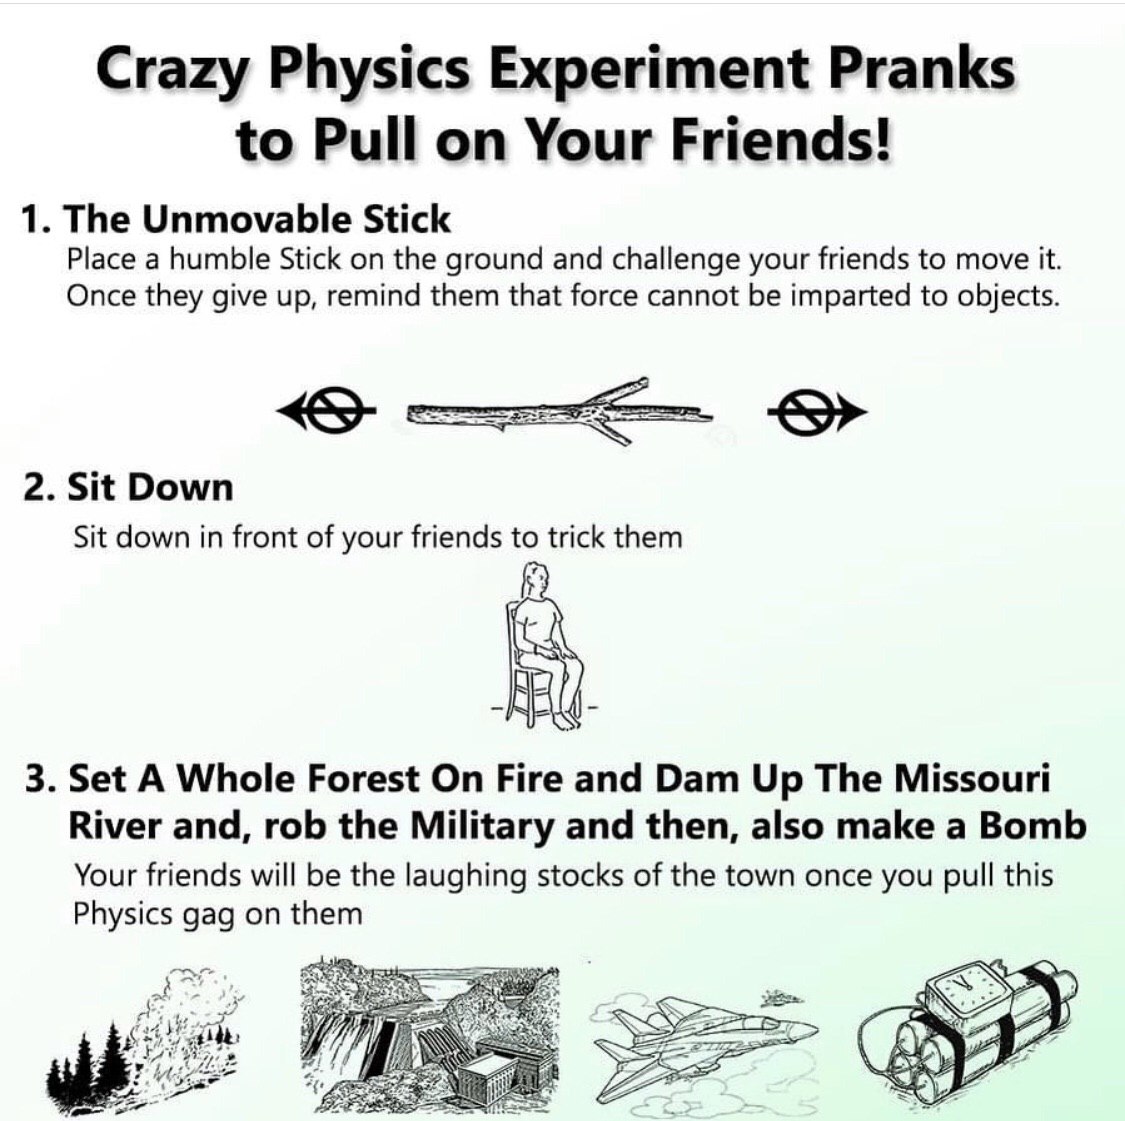 Crazy Physics Experiment Pranks
to Pull on Your Friends!
1. The Unmovable Stick
Place a humble Stick on the ground and challenge your friends to move it.
Once they give up, remind them that force cannot be imparted to objects.
2. Sit Down
Sit down in front of your friends to trick them
3. Set A Whole Forest On Fire and Dam Up The Missouri
River and, rob the Military and then, also make a Bomb
Your friends will be the laughing stocks of the town once you pull this
Physics gag on them